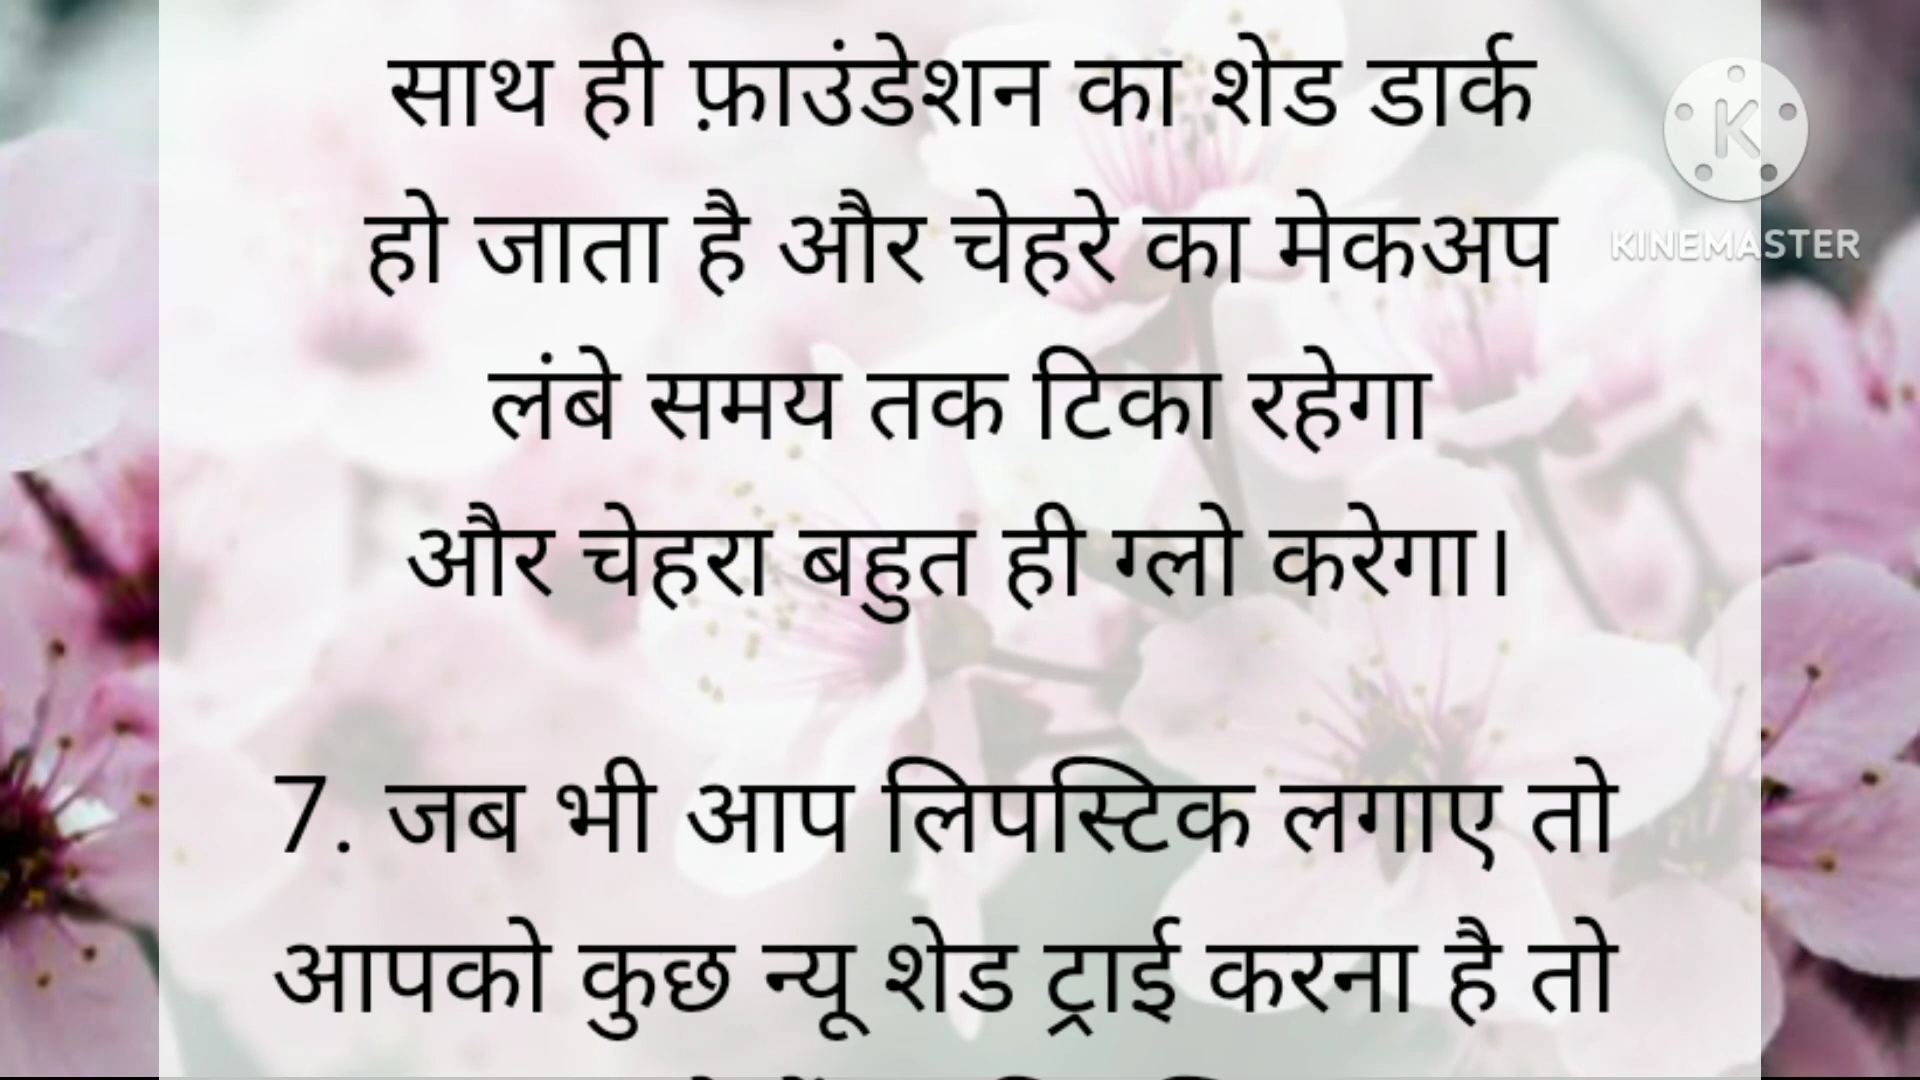 साथ ही फ़ाउंडेशन का शेड डार्क
हो जाता है और चेहरे का मेकअप
लंबे समय तक टिका रहेगा
और चेहरा बहुत ही ग्लो करेगा।
7. जब भी आप लिपस्टिक लगाए तो
आपको कुछ न्यू शेड ट्राई करना है तो
K
KINEMASTER